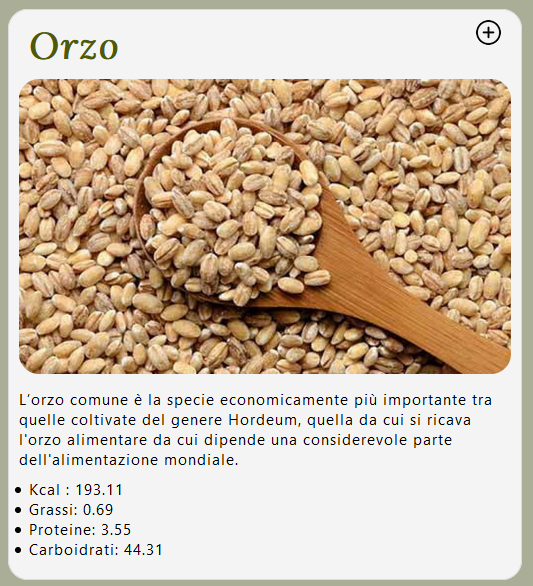 Orzo
L'orzo comune è la specie economicamente più importante tra
quelle coltivate del genere Hordeum, quella da cui si ricava
l'orzo alimentare da cui dipende una considerevole parte
dell'alimentazione mondiale.
• Kcal : 193.11
• Grassi: 0.69
• Proteine: 3.55
• Carboidrati: 44.31